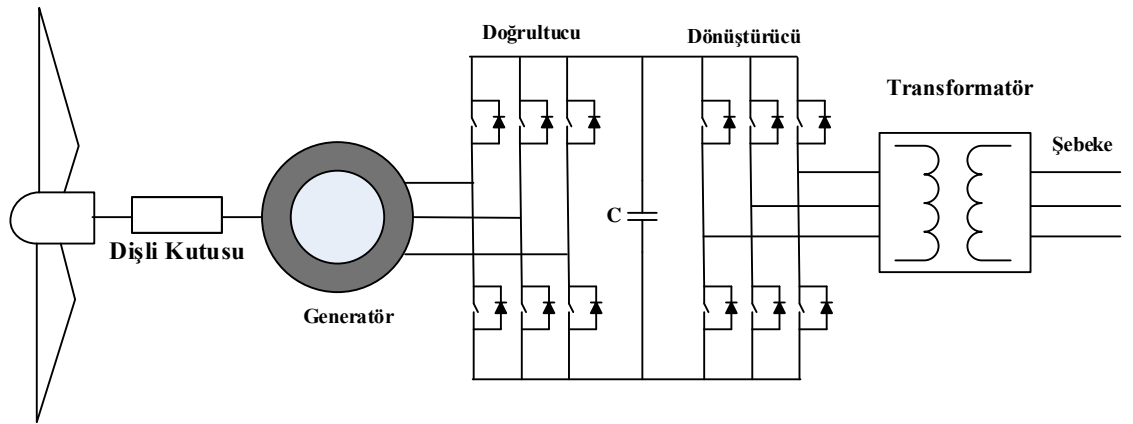 Doğrultucu
Dönüştürücü
Transformatör
Şebeke
C
Dişli Kutusu
Generatör